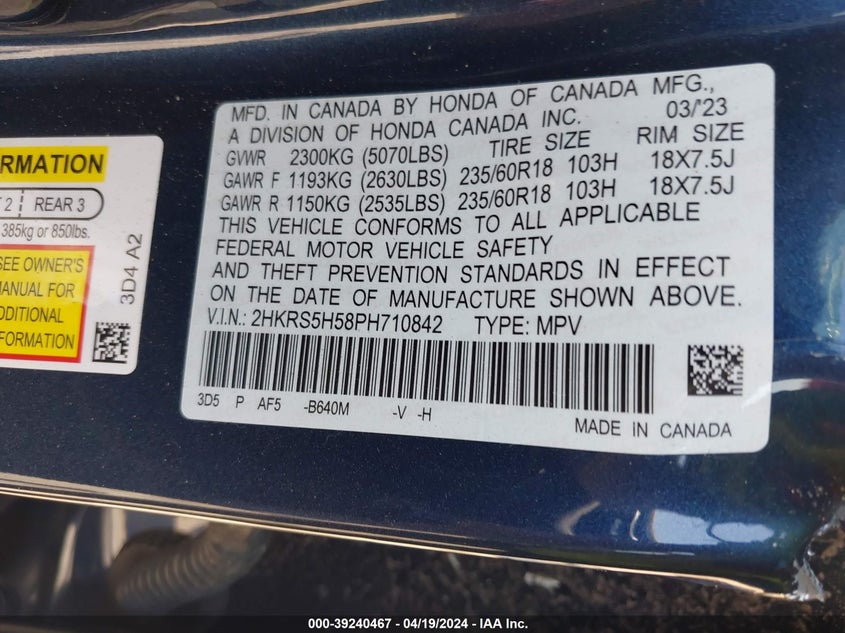 MFD. IN CANADA BY HONDA OF CANADA MFG.,
A DIVISION OF HONDA CANADA INC. 03/'23
GVWR 2300KG (5070LBS) TIRE SIZE RIM SIZE
GAWR F 1193KG (2630LBS) 235/60R18 103H 18X7.5J
GAWR R 1150KG (2535LBS) 235/60R18 103H 18X7.5J
THIS VEHICLE CONFORMS TO ALL APPLICABLE
FEDERAL MOTOR VEHICLE SAFETY
AND THEFT PREVENTION STANDARDS IN EFFECT
ON THE DATE OF MANUFACTURE SHOWN ABOVE.
V.I.N.: 2HKRS5H58PH710842 TYPE: MPV
3D5 P AF5 -B640M -V -H
MADE IN CANADA
ORMATION
2 REAR 3
385kg or 850lbs.
SEE OWNER'S
MANUAL FOR
DDITIONAL
FORMATION
3D4 A2
000-39240467 - 04/19/2024 - IAA Inc.